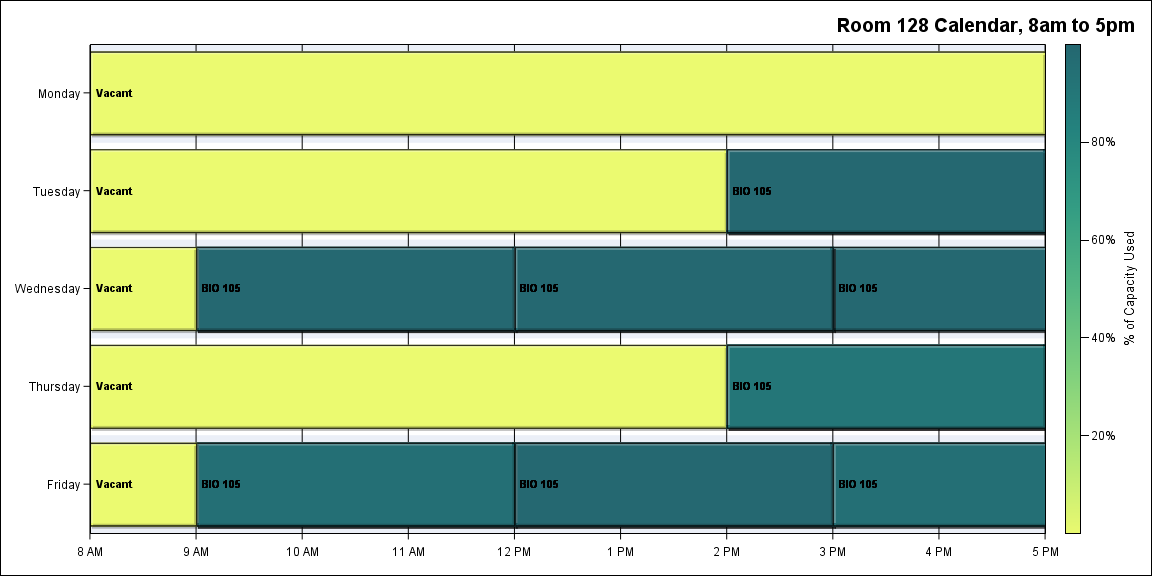 Room 128 Calendar, 8am to 5pm
Monday
Vacant
Tuesday
Vacant
BIO 105
Wednesday
Vacant
BIO 105
BIO 105
BIO 105
Thursday
Vacant
BIO 105
Friday
Vacant
BIO 105
BIO 105
BIO 105
8 AM
9 AM
10 AM
11 AM
12 PM
1 PM
2 PM
3 PM
4 PM
5 PM
80%
60%
40%
20%
% of Capacity Used